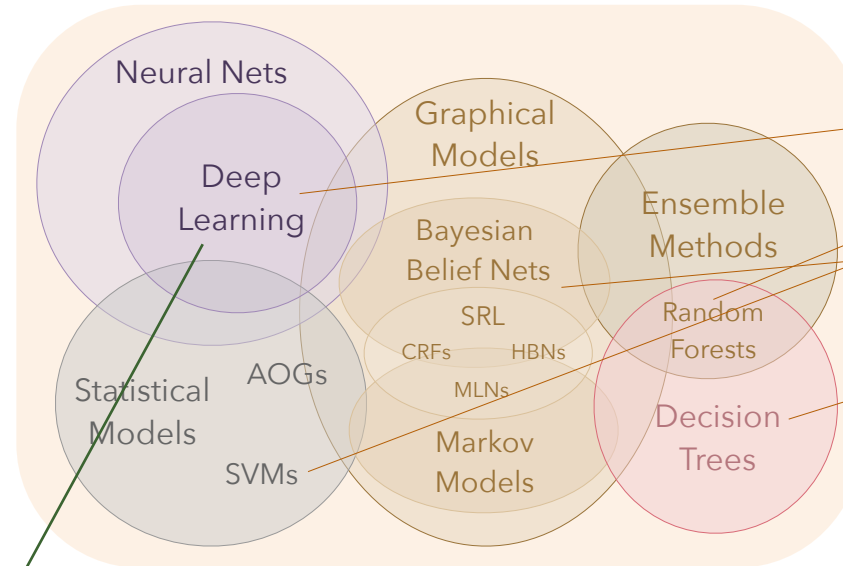 Neural Nets
Deep
Learning
Graphical
Models
Bayesian
Belief Nets
SRL
CRFs
HBNs
MLNs
Markov
Models
Ensemble
Methods
Random
Forests
Decision
Trees
Statistical
Models
AOGs
SVMs